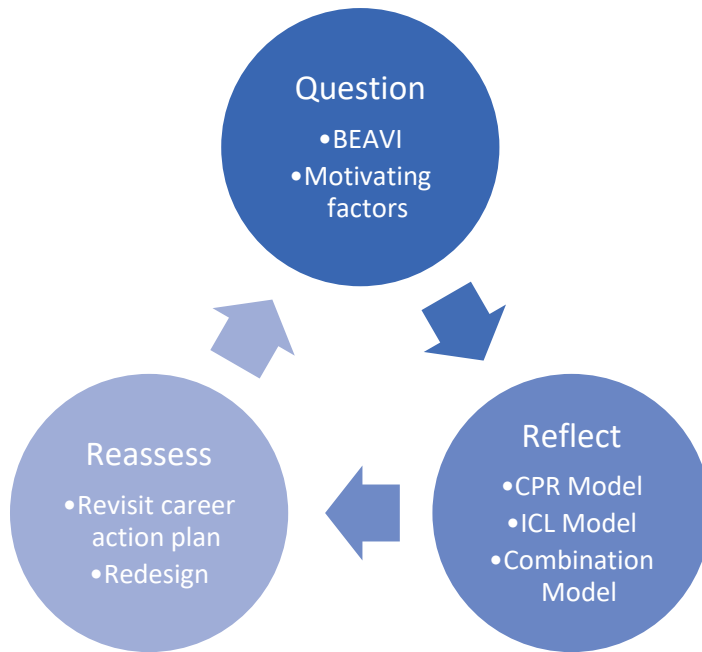 Question
•BEAVI
•Motivating
factors
Reflect
•CPR Model
•ICL Model
•Combination
Model
Reassess
•Revisit career
action plan
•Redesign